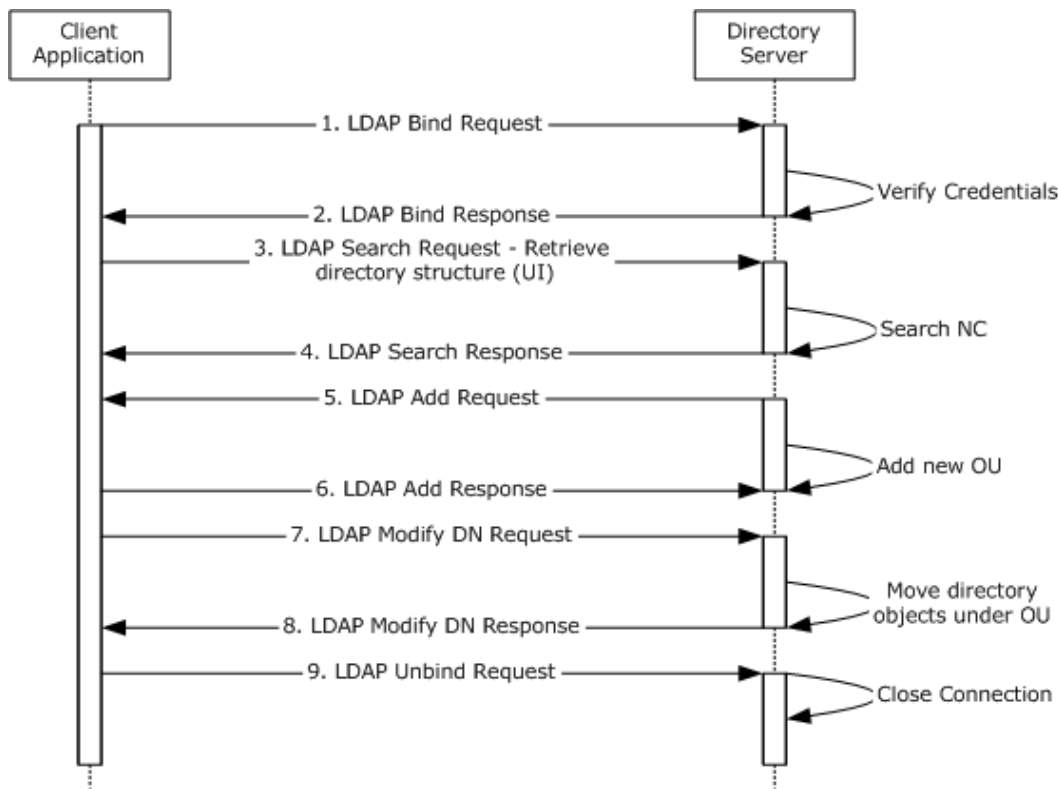 Client
Application
Directory
Server
1. LDAP Bind Request
Verify Credentials
2. LDAP Bind Response
3. LDAP Search Request - Retrieve
directory structure (UI)
Search NC
4. LDAP Search Response
5. LDAP Add Request
Add new OU
6. LDAP Add Response
7. LDAP Modify DN Request
Move directory
objects under OU
8. LDAP Modify DN Response
9. LDAP Unbind Request
Close Connection